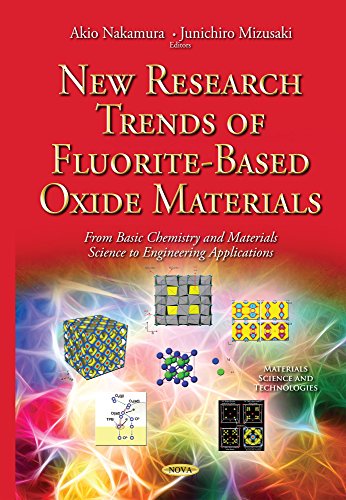 Akio Nakamura • Junichiro Mizusaki
Editors
New Research
Trends of
Fluorite-Based
Oxide Materials
From Basic Chemistry and Materials
Science to Engineering Applications
Materials
Science and
Technologies
NOVA